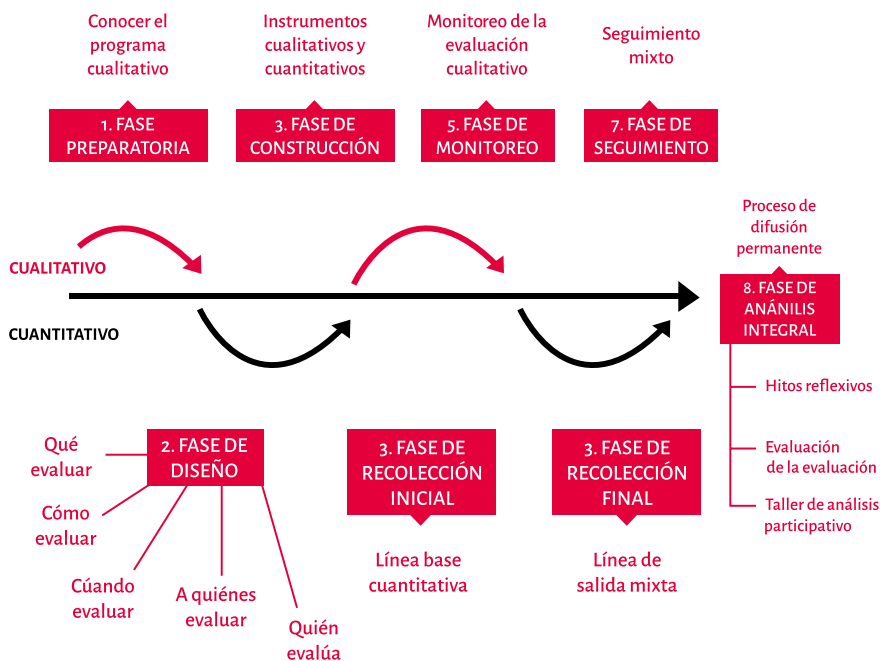 Conocer el
programa
cualitativo
1. FASE
PREPARATORIA
Instrumentos
cualitativos y
cuantitativos
3. FASE DE
CONSTRUCCIÓN
Monitoreo de la
evaluación
cualitativo
5. FASE DE
MONITOREO
Seguimiento
mixto
7. FASE DE
SEGUIMIENTO
CUALITATIVO
CUANTITATIVO
Proceso de
difusión
permanente
8. FASE DE
ANÁNILIS
INTEGRAL
Hitos reflexivos
Evaluación
de la evaluación
Taller de análisis
participativo
2. FASE DE
DISEÑO
Qué
evaluar
Cómo
evaluar
Cúando
evaluar
A quiénes
evaluar
Quién
evalúa
3. FASE DE
RECOLECCIÓN
INICIAL
Línea base
cuantitativa
3. FASE DE
RECOLECCIÓN
FINAL
Línea de
salida mixta